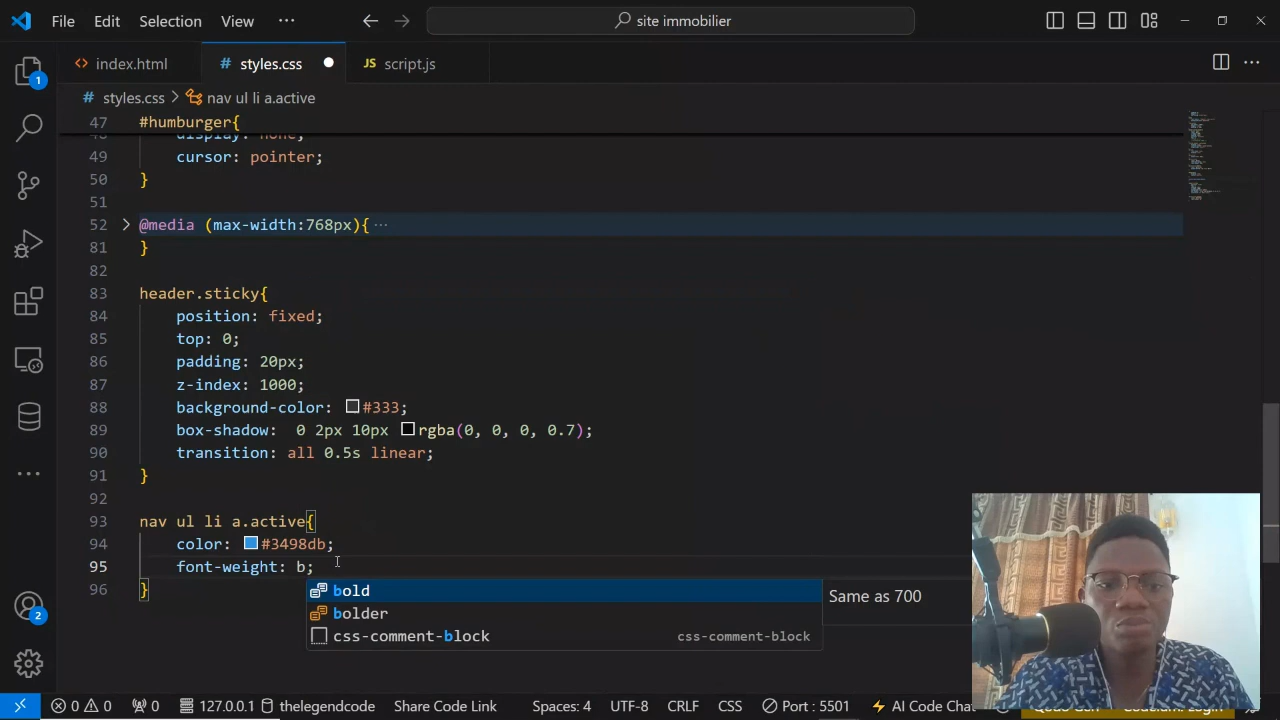 File Edit Selection View ··· site immobilier
index.html # styles.css JS script.js
# styles.css > nav ul li a.active
47 #humburger{
48 display: none;
49 cursor: pointer;
50 }
51
52 @media (max-width:768px){ ···
81 }
82
83 header.sticky{
84 position: fixed;
85 top: 0;
86 padding: 20px;
87 z-index: 1000;
88 background-color: #333;
89 box-shadow: 0 2px 10px rgba(0, 0, 0, 0.7);
90 transition: all 0.5s linear;
91 }
92
93 nav ul li a.active{
94 color: #3498db;
95 font-weight: b;
96 }
bold Same as 700
bolder
css-comment-block css-comment-block
1
2
0 0 0 127.0.0.1 thelegendcode Share Code Link Spaces: 4 UTF-8 CRLF CSS Port : 5501 AI Code Chat